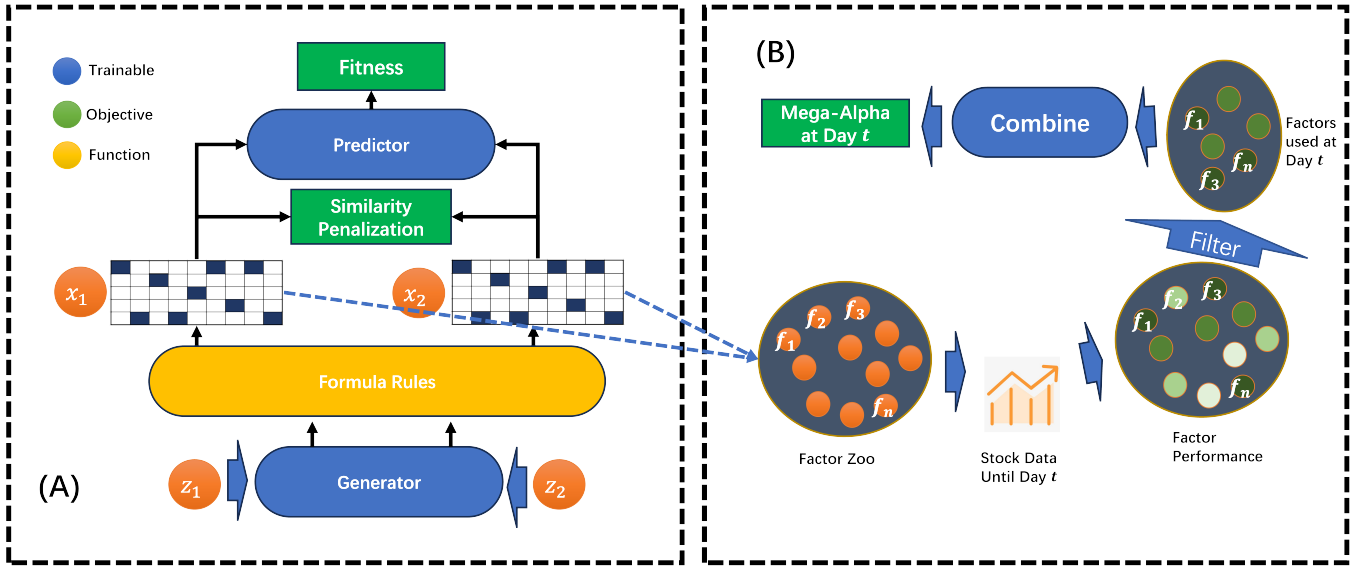 Trainable
Objective
Function
Fitness
Predictor
Similarity
Penalization
x1
x2
Formula Rules
z1
Generator
z2
(A)
(B)
Mega-Alpha
at Day t
Combine
f1
fn
f3
Factors
used at
Day t
Filter
f1
f2
f3
fn
Factor Zoo
Stock Data
Until Day t
f1
f2
f3
fn
Factor
Performance